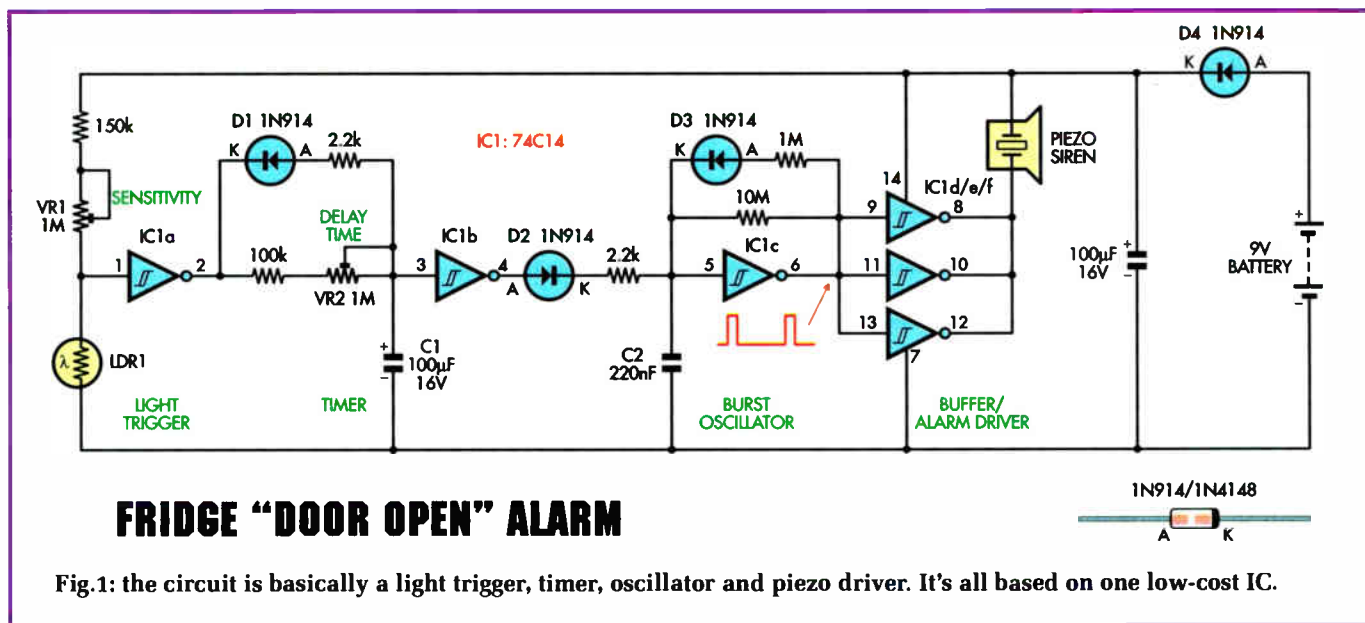 D4 1N914
K
A
150k
D1 1N914
K
A
2.2k
IC1: 74C14
D3 1N914
K
A
1M
PIEZO
SIREN
VR1
1M
SENSITIVITY
DELAY
TIME
10M
14
IC1d/e/f
9
8
IC1a
1
2
100k
VR2 1M
IC1b
3
4
D2 1N914
A
K
2.2k
IC1c
5
6
11
10
13
12
7
100µF
16V
+
−
9V
BATTERY
+
−
λ
LDR1
+
−
C1
100µF
16V
C2
220nF
LIGHT
TRIGGER
TIMER
BURST
OSCILLATOR
BUFFER/
ALARM DRIVER
FRIDGE “DOOR OPEN” ALARM
1N914/1N4148
A
K
Fig.1: the circuit is basically a light trigger, timer, oscillator and piezo driver. It's all based on one low-cost IC.